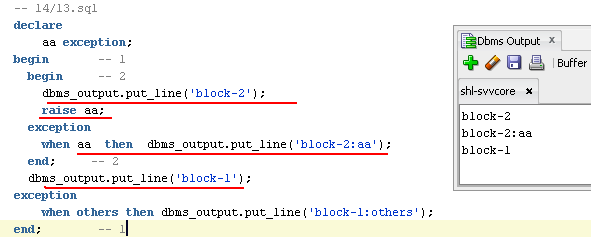 -- 14/13.sql
declare
aa exception;
begin -- 1
begin -- 2
dbms_output.put_line('block-2');
raise aa;
exception
when aa then dbms_output.put_line('block-2:aa');
end; -- 2
dbms_output.put_line('block-1');
exception
when others then dbms_output.put_line('block-1:others');
end; -- 1
Dbms Output x
Buffer
shl-svvcore x
block-2
block-2:aa
block-1